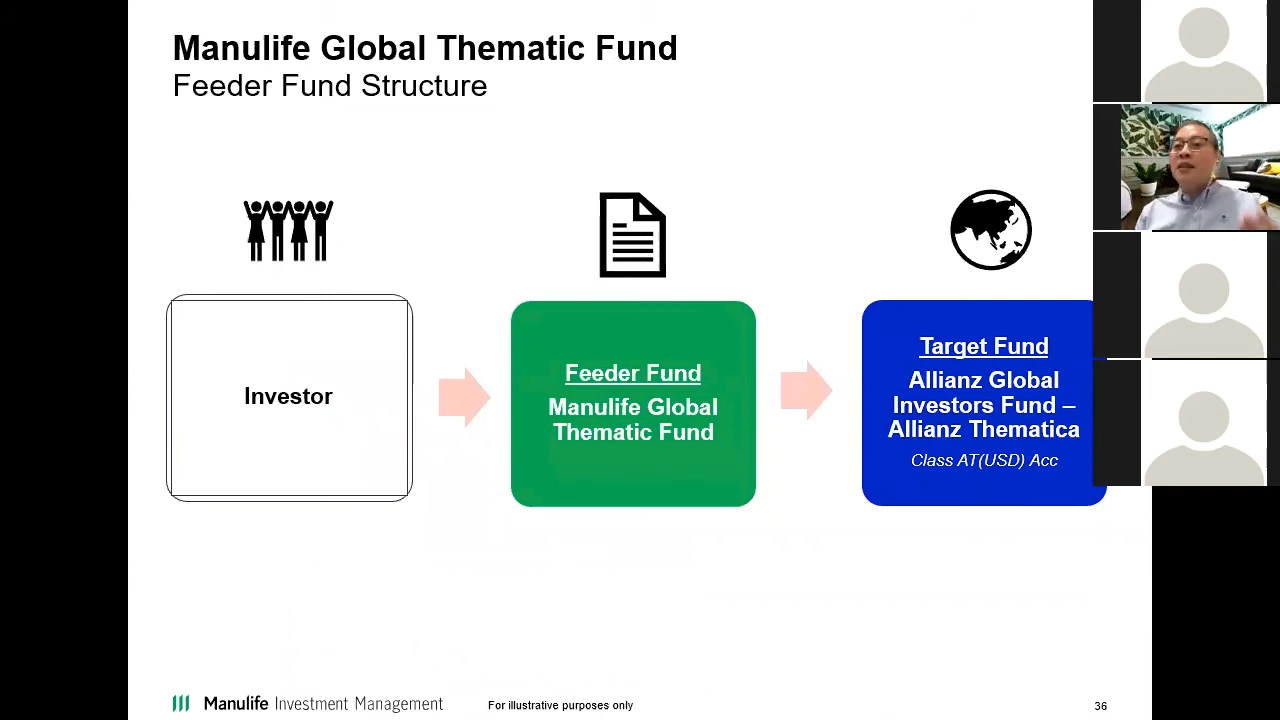 Manulife Global Thematic Fund
Feeder Fund Structure
Investor
Feeder Fund
Manulife Global
Thematic Fund
Target Fund
Allianz Global
Investors Fund –
Allianz Thematica
Class AT(USD) Acc
Manulife Investment Management
For illustrative purposes only
36